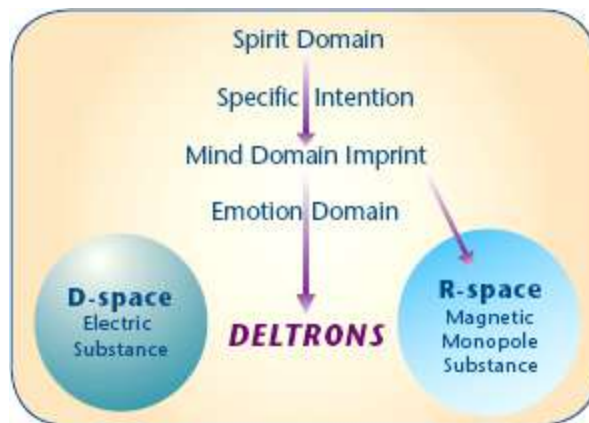 Spirit Domain
Specific Intention
Mind Domain Imprint
Emotion Domain
D-space
Electric
Substance
DELTRONS
R-space
Magnetic
Monopole
Substance